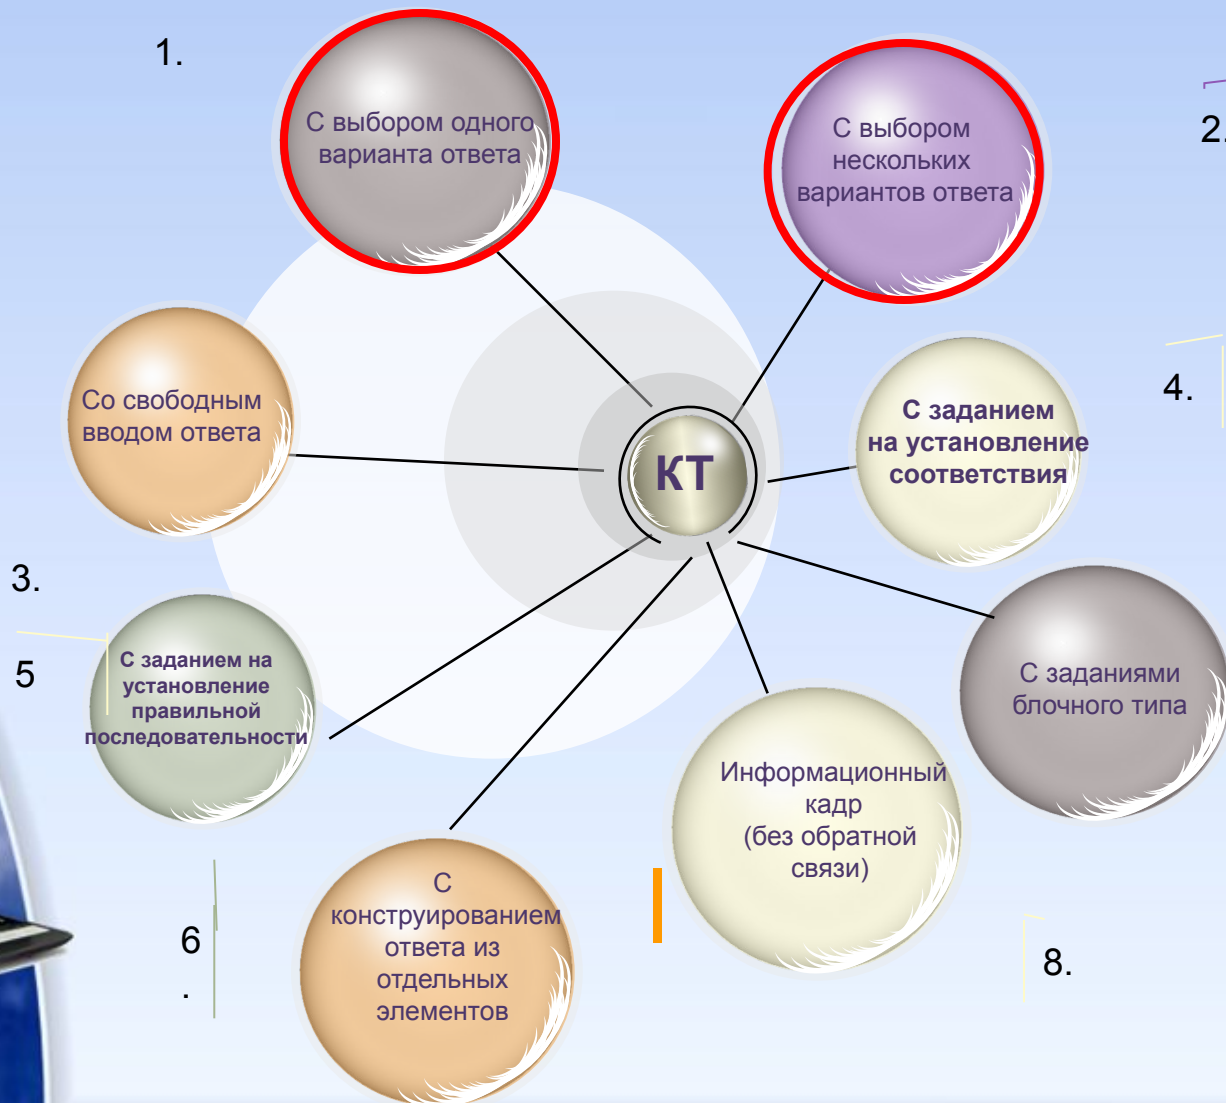 1.
С выбором одного
варианта ответа
С выбором
нескольких
вариантов ответа
2.
Со свободным
вводом ответа
КТ
С заданием
на установление
соответствия
4.
3.
5
С заданием на
установление
правильной
последовательности
С заданиями
блочного типа
Информационный
кадр
(без обратной
связи)
6
.
С
конструированием
ответа из
отдельных
элементов
8.